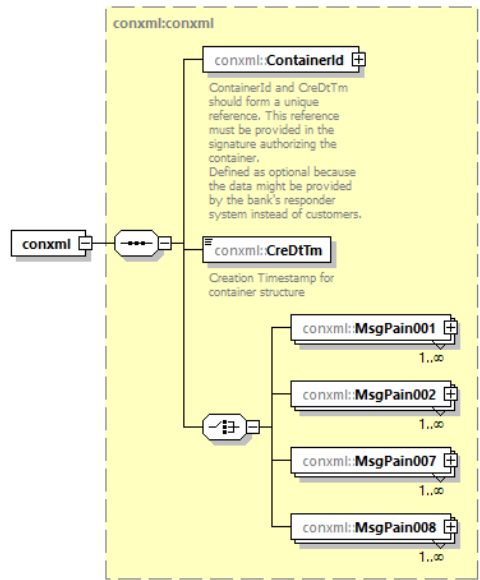 conxml:conxml
conxml::ContainerId
ContainerId and CreDtTm
should form a unique
reference. This reference
must be provided in the
signature authorizing the
container.
Defined as optional because
the data might be provided
by the bank's responder
system instead of customers.
conxml
conxml::CreDtTm
Creation Timestamp for
container structure
conxml::MsgPain001
1..∞
conxml::MsgPain002
1..∞
conxml::MsgPain007
1..∞
conxml::MsgPain008
1..∞